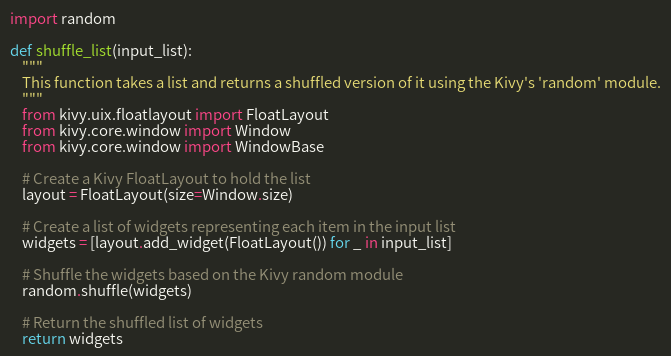 import random
def shuffle_list(input_list):
"""
This function takes a list and returns a shuffled version of it using the Kivy's 'random' module.
"""
from kivy.uix.floatlayout import FloatLayout
from kivy.core.window import Window
from kivy.core.window import WindowBase
# Create a Kivy FloatLayout to hold the list
layout = FloatLayout(size=Window.size)
# Create a list of widgets representing each item in the input list
widgets = [layout.add_widget(FloatLayout()) for _ in input_list]
# Shuffle the widgets based on the Kivy random module
random.shuffle(widgets)
# Return the shuffled list of widgets
return widgets